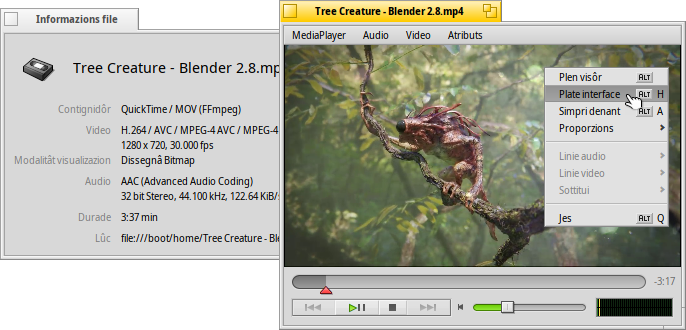 Informazions file
Tree Creature - Blender 2.8.mp
Contignidôr QuickTime / MOV (FFmpeg)
Video H.264 / AVC / MPEG-4 AVC / MPEG-4
1280 x 720, 30.000 fps
Modalitât visualizazion Dissegnâ Bitmap
Audio AAC (Advanced Audio Coding)
32 bit Stereo, 44.100 kHz, 122.64 KiB/s
Durade 3:37 min
Lûc file:///boot/home/Tree Creature - Ble
Tree Creature - Blender 2.8.mp4
MediaPlayer Audio Video Atributs
Plen visôr ALT
Plate interface ALT H
Simpri denant ALT A
Proporzions
Linie audio
Linie video
Sottitui
Jes ALT Q
-3:17